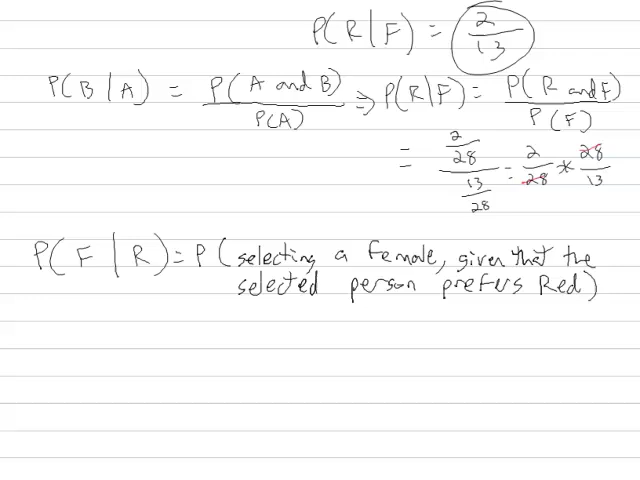 P(R|F) = 2/13
P(B|A) = P(A and B)/P(A) ⇒ P(R|F) = P(R and F)/P(F)
= (2/28)/(13/28) = 2/28 * 28/13
P(F|R) = P(selecting a female, given that the
selected person prefers Red)